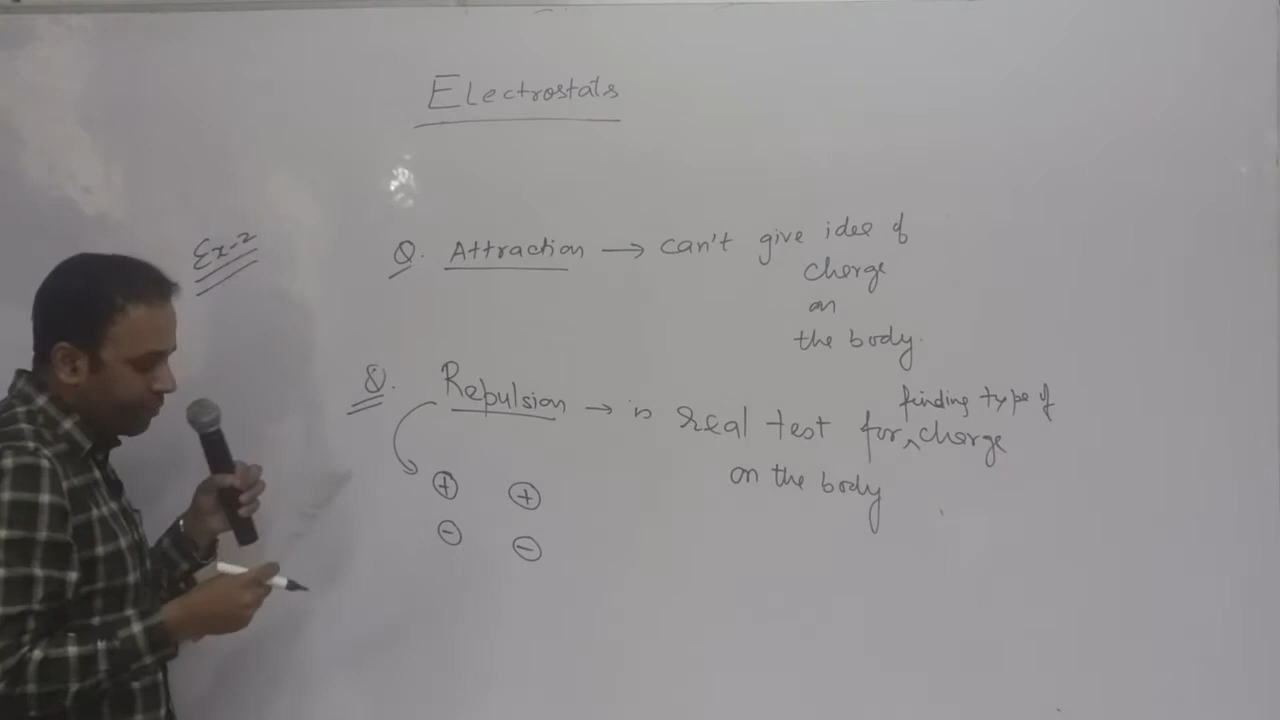 Electrostats
Ex-2
Q. Attraction → can't give idea of
charge
on
the body.
Q. Repulsion → is real test for ^ charge
finding type of
on the body
+ +
- -